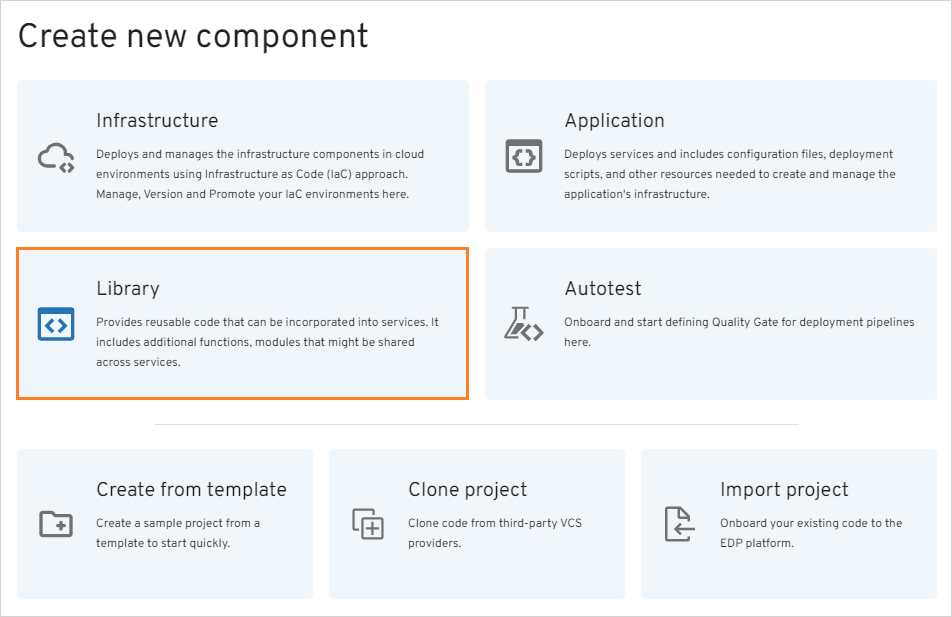 Create new component
Infrastructure
Deploys and manages the infrastructure components in cloud
environments using Infrastructure as Code (IaC) approach.
Manage, Version and Promote your IaC environments here.
Application
Deploys services and includes configuration files, deployment
scripts, and other resources needed to create and manage the
application's infrastructure.
Library
Provides reusable code that can be incorporated into services. It
includes additional functions, modules that might be shared
across services.
Autotest
Onboard and start defining Quality Gate for deployment pipelines
here.
Create from template
Create a sample project from a
template to start quickly.
Clone project
Clone code from third-party VCS
providers.
Import project
Onboard your existing code to the
EDP platform.